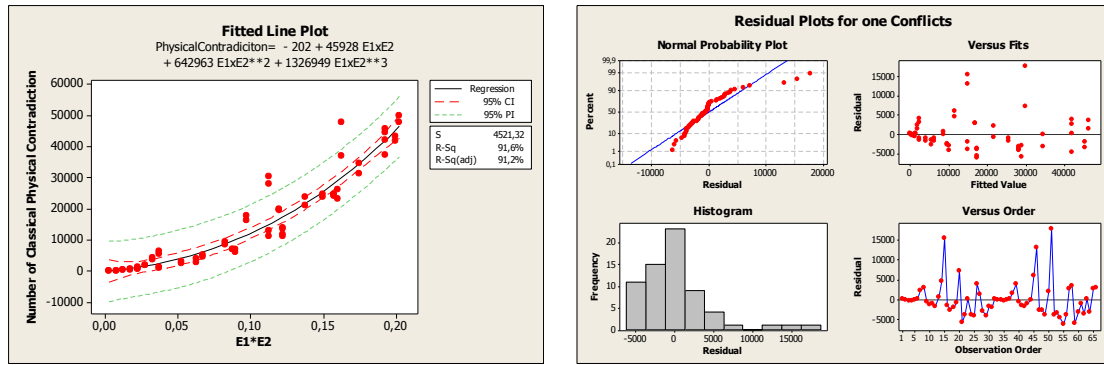 Fitted Line Plot
PhysicalContradiciton= - 202 + 45928 E1xE2
+ 642963 E1xE2**2 + 1326949 E1xE2**3
Number of Classical Physical Contradiction
60000
50000
40000
30000
20000
10000
0
-10000
0,00
0,05
0,10
0,15
0,20
E1*E2
Regression
95% CI
95% PI
S 4521,32
R-Sq 91,6%
R-Sq(adj) 91,2%
Residual Plots for one Conflicts
Normal Probability Plot
Percent
99,9
99
90
50
10
1
0,1
-10000
0
10000
Residual
Versus Fits
Residual
15000
10000
5000
0
-5000
0
10000
20000
30000
40000
Fitted Value
Histogram
Frequency
20
15
10
5
0
-5000
0
5000
10000
15000
Residual
Versus Order
Residual
15000
10000
5000
0
-5000
1 5 10 15 20 25 30 35 40 45 50 55 60 65
Observation Order